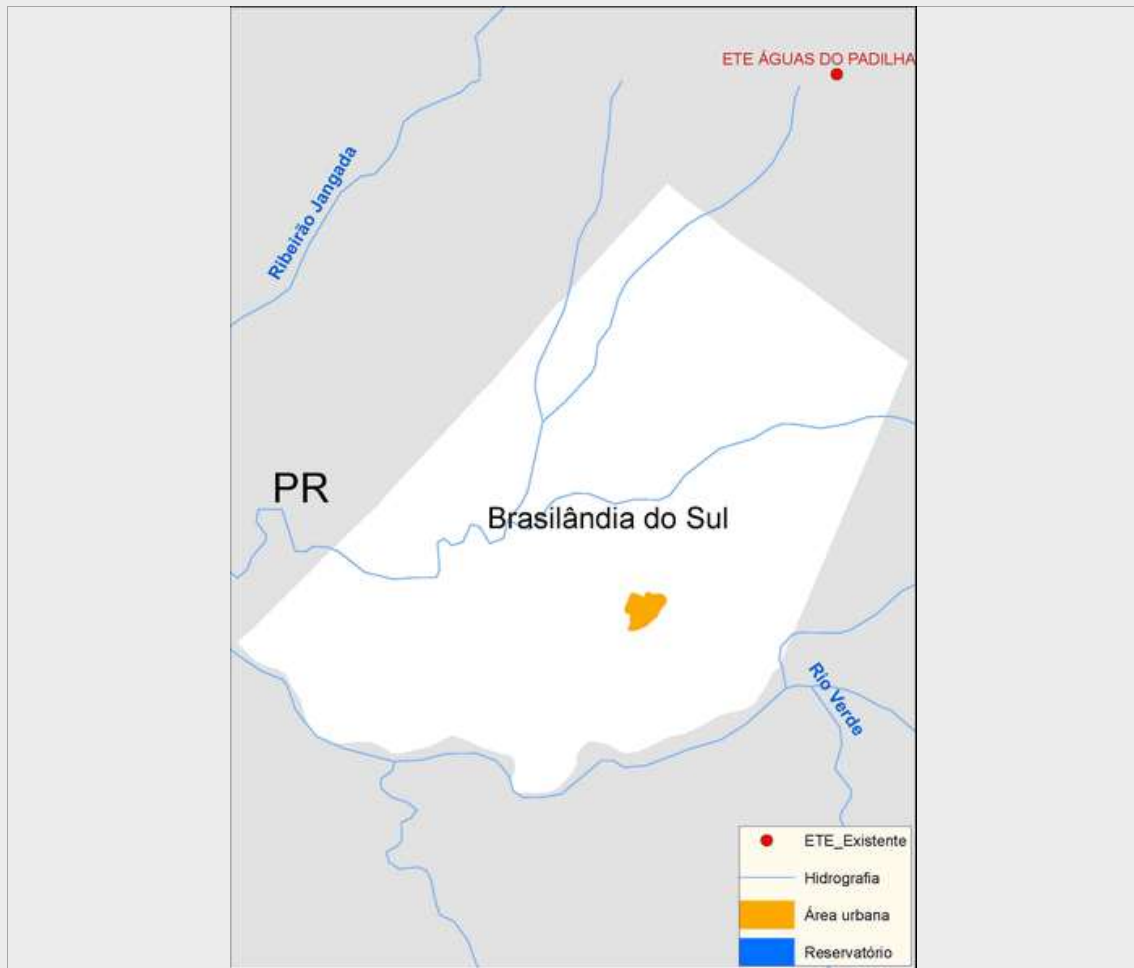 ETE ÁGUAS DO PADILHA
Ribeirão Jangada
PR
Brasilândia do Sul
Rio Verde
ETE_Existente
Hidrografia
Área urbana
Reservatório